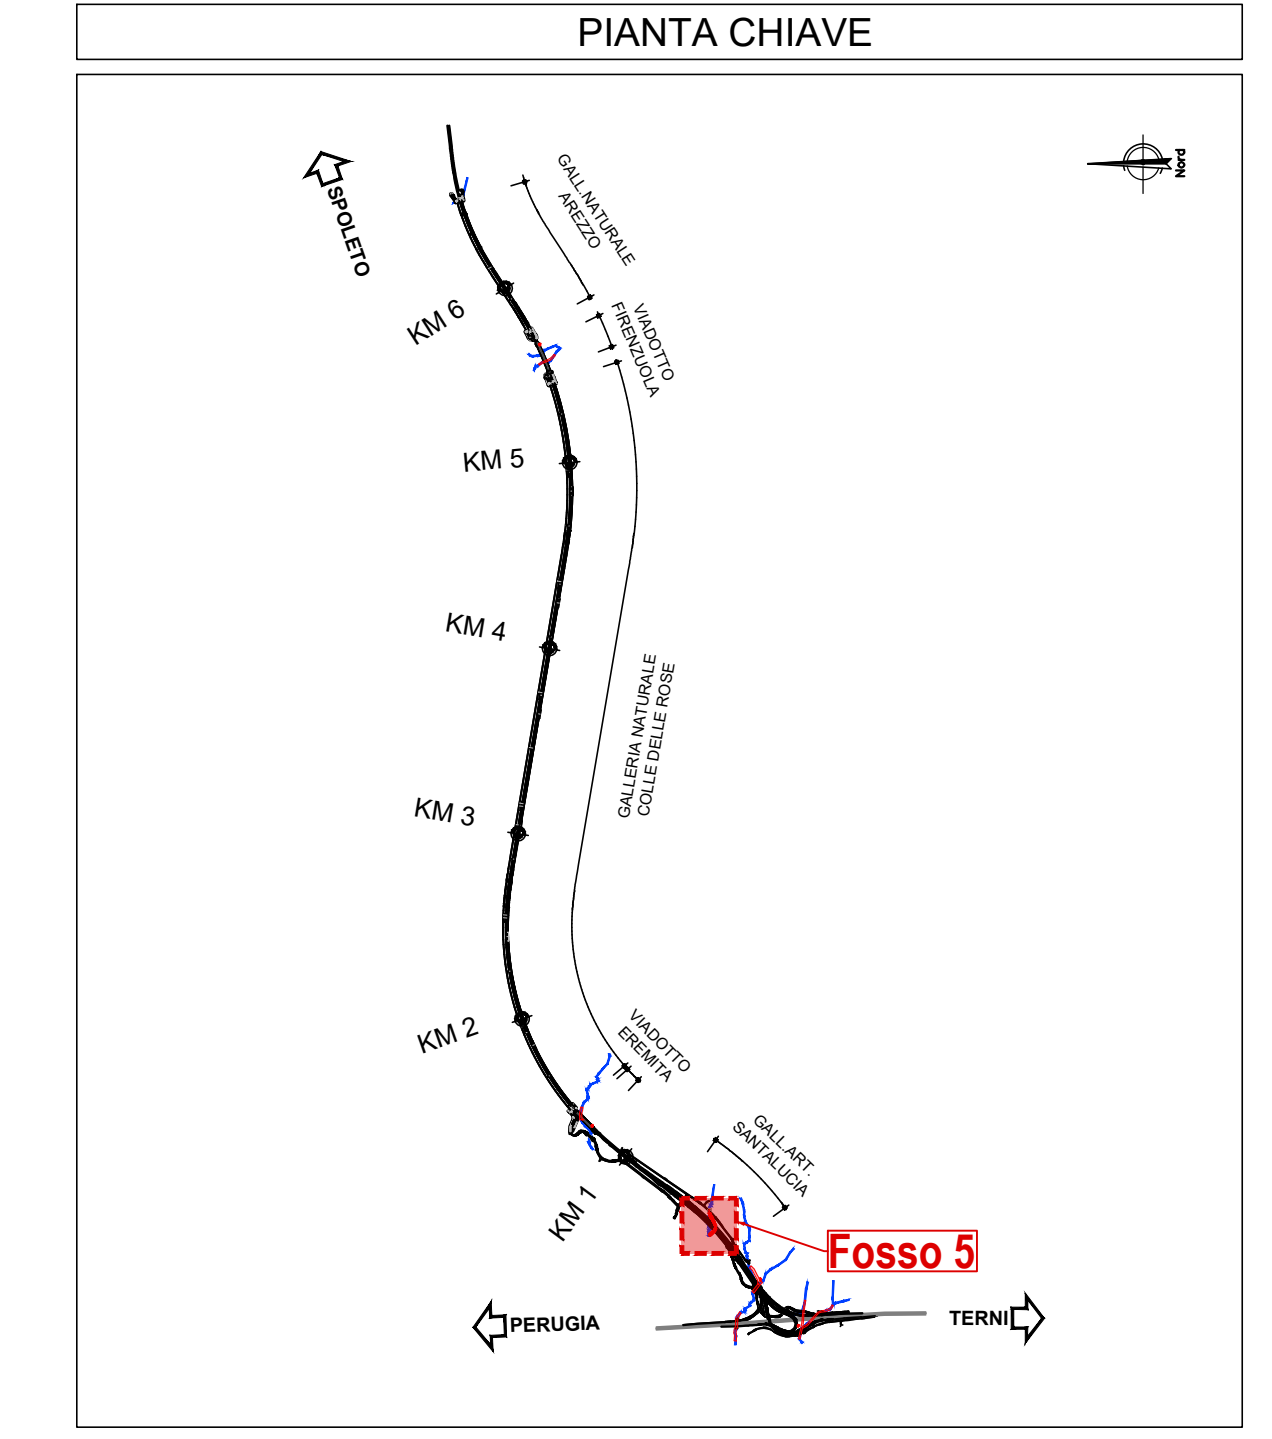 PIANTA CHIAVE
Nord
SPOLETO
GALL.NATURALE
AREZZO
KM 6
VIADOTTO
FIRENZUOLA
KM 5
KM 4
GALLERIA NATURALE
COLLE DELLE ROSE
KM 3
KM 2
VIADOTTO
EREMITA
GALL.ART.
SANTALUCIA
KM 1
Fosso 5
PERUGIA
TERNI